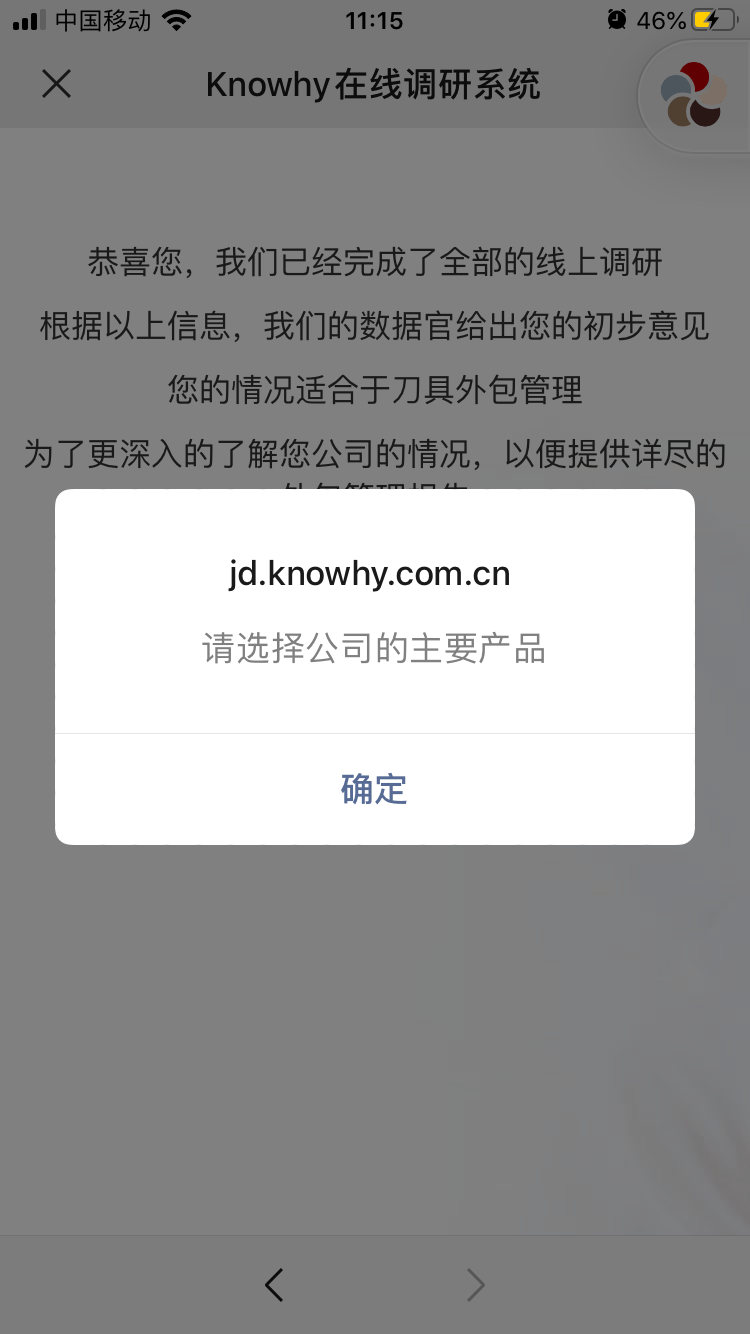 中国移动
11:15
46%
Knowhy在线调研系统
恭喜您，我们已经完成了全部的线上调研
根据以上信息，我们的数据官给出您的初步意见
您的情况适合于刀具外包管理
为了更深入的了解您公司的情况，以便提供详尽的
jd.knowhy.com.cn
请选择公司的主要产品
确定